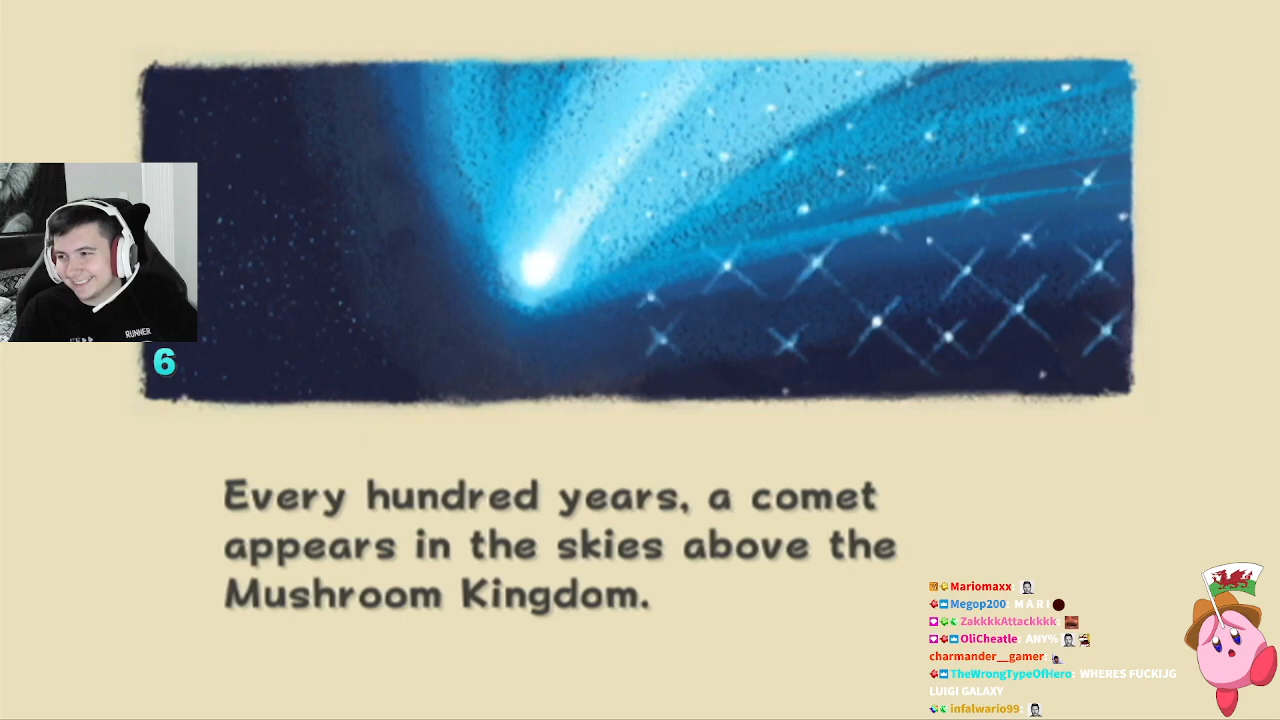 RUNNER
6
Every hundred years, a comet
appears in the skies above the
Mushroom Kingdom.
Mariomaxx:
Megop200: M A R I
ZakkkkAttackkkk:
OliCheatle: ANY%
charmander__gamer:
TheWrongTypeOfHero: WHERES FUCKIJG
LUIGI GALAXY
infalwario99: